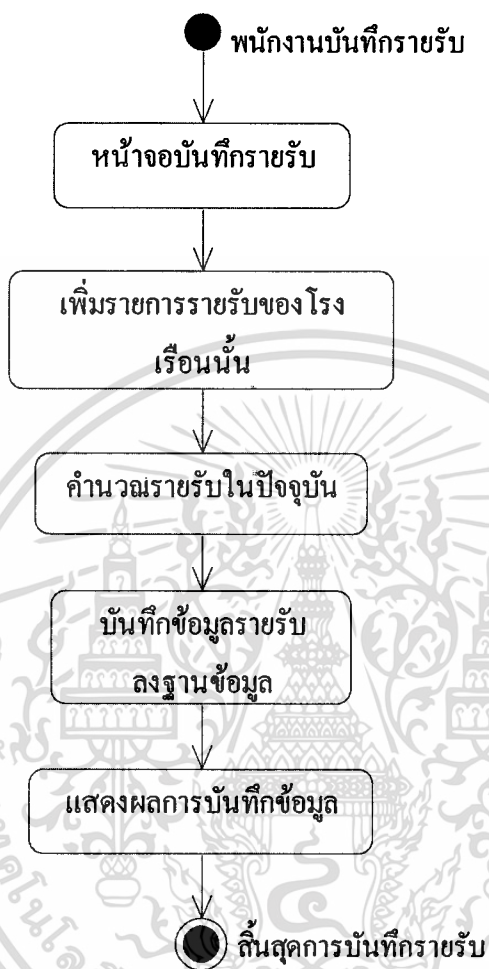 พนักงานบันทึกรายรับ
หน้าจอบันทึกรายรับ
เพิ่มรายการรายรับของโรง
เรือนนั้น
คำนวณรายรับในปัจจุบัน
บันทึกข้อมูลรายรับ
ลงฐานข้อมูล
แสดงผลการบันทึกข้อมูล
สิ้นสุดการบันทึกรายรับ